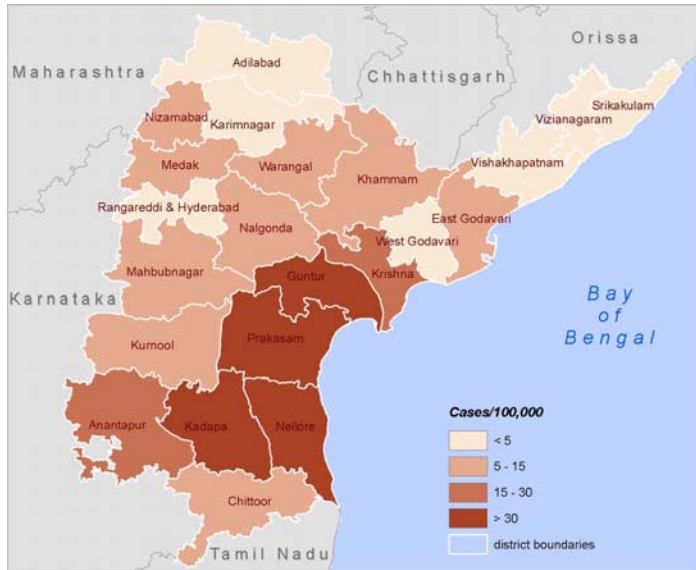 Orissa
Maharashtra
Chhattisgarh
Adilabad
Srikakulam
Nizamabad
Karimnagar
Vizianagaram
Medak
Warangal
Vishakhapatnam
Khammam
Rangareddi & Hyderabad
East Godavari
Nalgonda
West Godavari
Mahbubnagar
Guntur
Krishna
Karnataka
Bay
of
Bengal
Kurnool
Prakasam
Cases/100,000
Anantapur
Kadapa
Nellore
< 5
5 - 15
15 - 30
Chittoor
> 30
district boundaries
Tamil Nadu